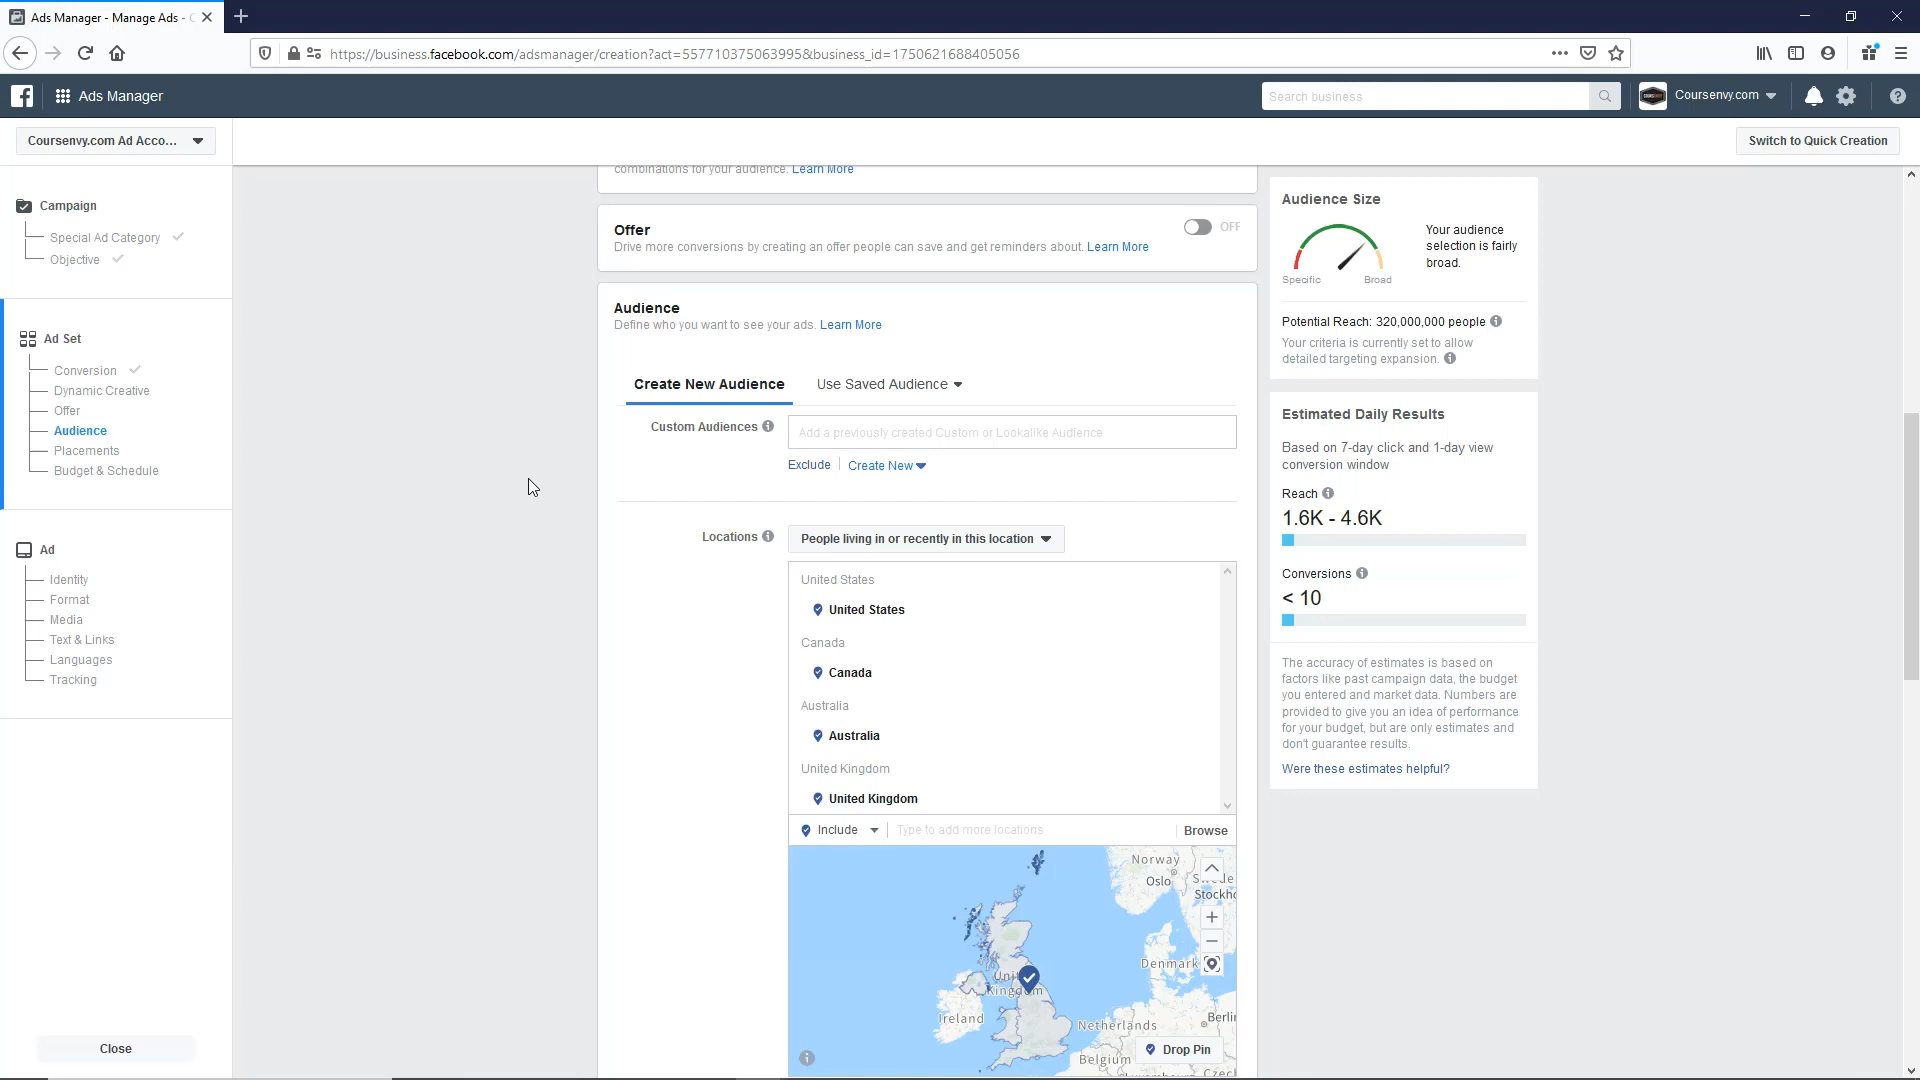 Ads Manager - Manage Ads - C
https://business.facebook.com/adsmanager/creation?act=557710375063995&business_id=1750621688405056
Ads Manager
Search business
Coursenvy.com
Coursenvy.com Ad Acco...
Switch to Quick Creation
Campaign
Special Ad Category
Objective
Ad Set
Conversion
Dynamic Creative
Offer
Audience
Placements
Budget & Schedule
Ad
Identity
Format
Media
Text & Links
Languages
Tracking
Close
combinations for your audience. Learn More
Offer
OFF
Drive more conversions by creating an offer people can save and get reminders about. Learn More
Audience
Define who you want to see your ads. Learn More
Create New Audience
Use Saved Audience
Custom Audiences
Add a previously created Custom or Lookalike Audience
Exclude
Create New
Locations
People living in or recently in this location
United States
United States
Canada
Canada
Australia
Australia
United Kingdom
United Kingdom
Include
Type to add more locations
Browse
Norway
Oslo
Swede
Stockho
Denmark
United
Kingdom
Ireland
Netherlands
Berlin
Belgium
Czec
Drop Pin
Audience Size
Specific
Broad
Your audience
selection is fairly
broad.
Potential Reach: 320,000,000 people
Your criteria is currently set to allow
detailed targeting expansion.
Estimated Daily Results
Based on 7-day click and 1-day view
conversion window
Reach
1.6K - 4.6K
Conversions
< 10
The accuracy of estimates is based on
factors like past campaign data, the budget
you entered and market data. Numbers are
provided to give you an idea of performance
for your budget, but are only estimates and
don't guarantee results.
Were these estimates helpful?